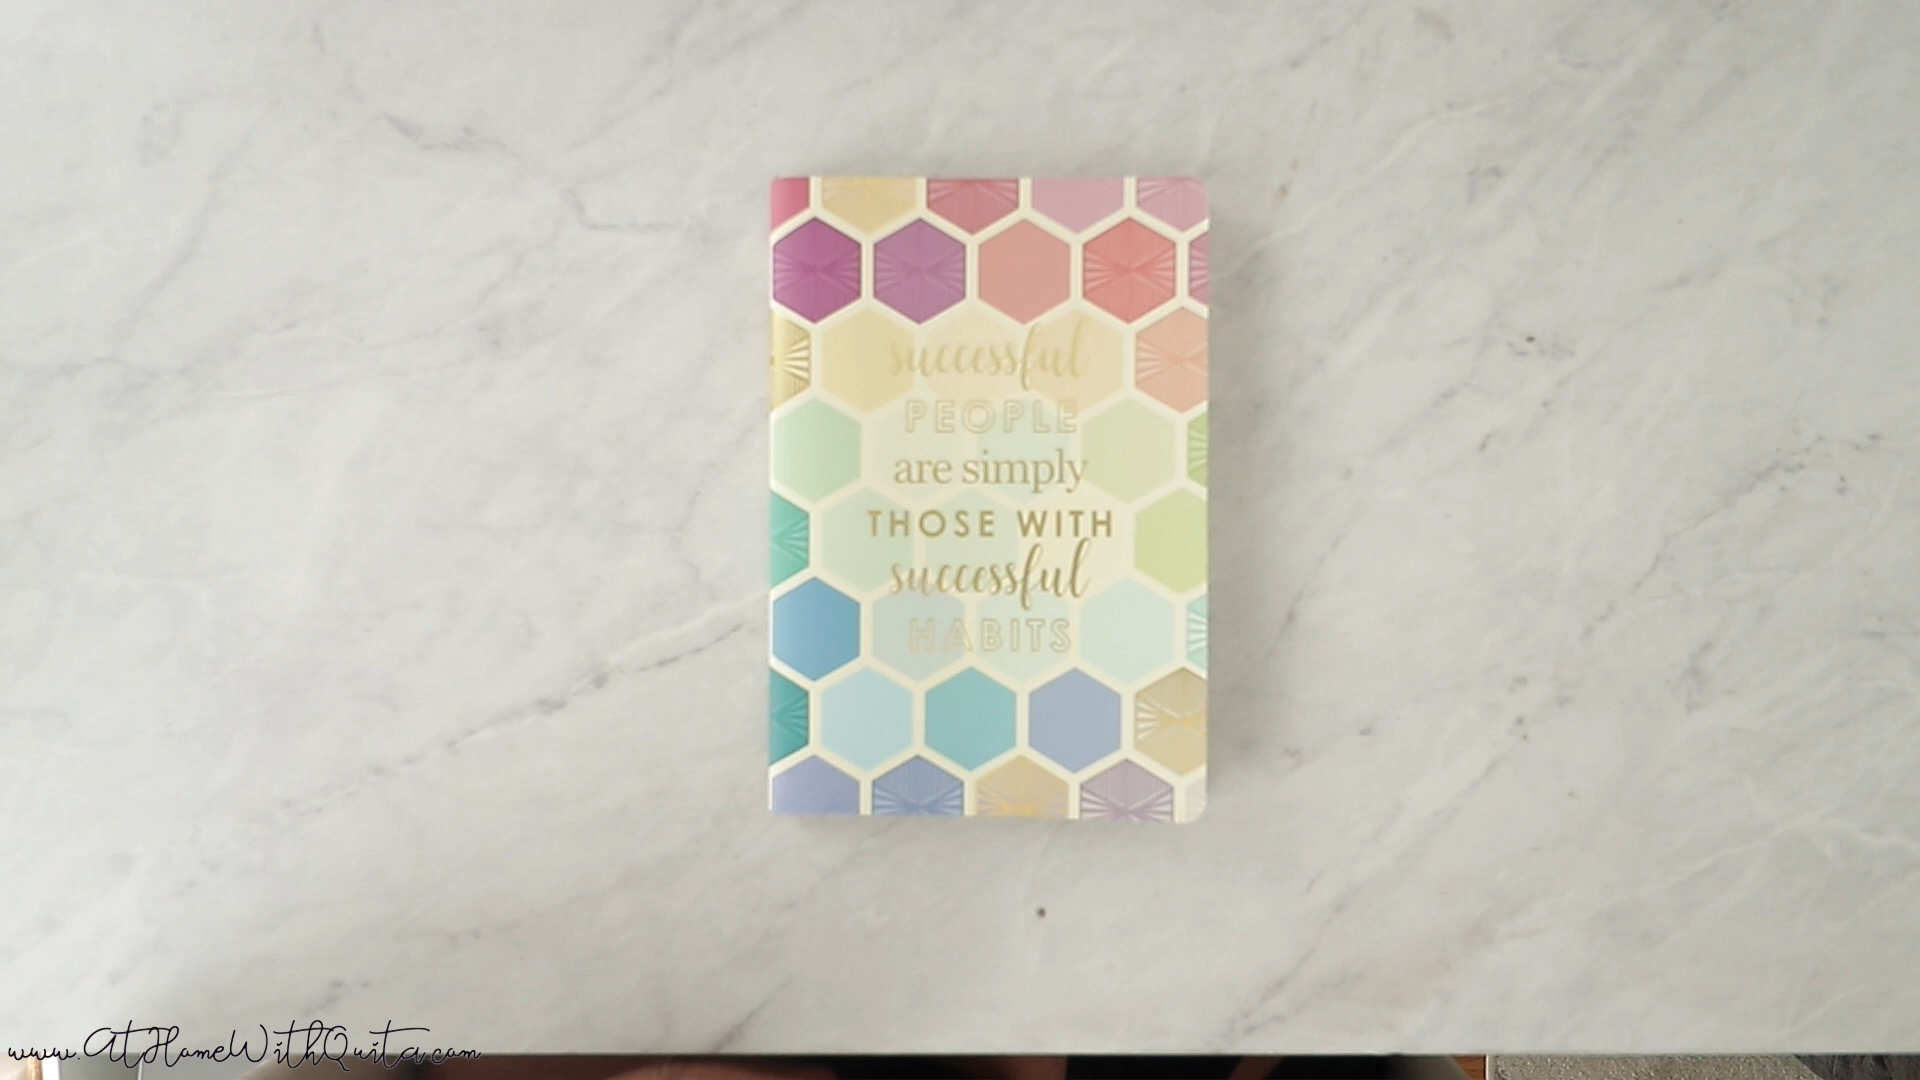 successful
PEOPLE
are simply
THOSE WITH
successful
HABITS
www.AtHomeWithQuita.com